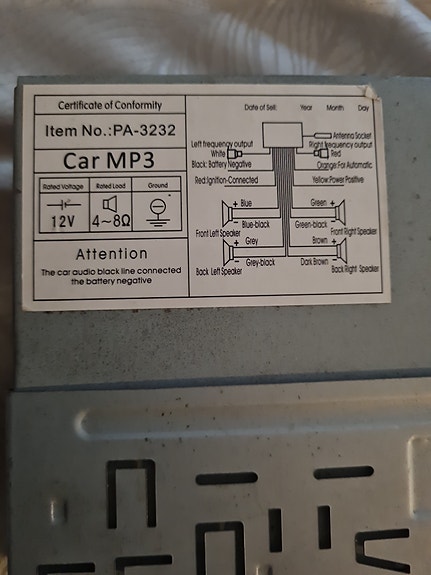 Certificate of Conformity
Item No.:PA-3232
Car MP3
Rated Voltage
Rated Load
Ground
12V
4~8Ω
Attention
The car audio black line connected
the battery negative
Date of Sell: Year Month Day
Antenna Socket
Left frequency output
Right frequency output
White
Red
Black: Battery Negative
Orange:For Automatic
Red:Ignition-Connected
Yellow:Power Positive
+ Blue
Green +
- Blue-black
Green-black -
Front Left Speaker
Front Right Speaker
+ Grey
Brown +
- Grey-black
Dark Brown -
Back Left Speaker
Back Right Speaker